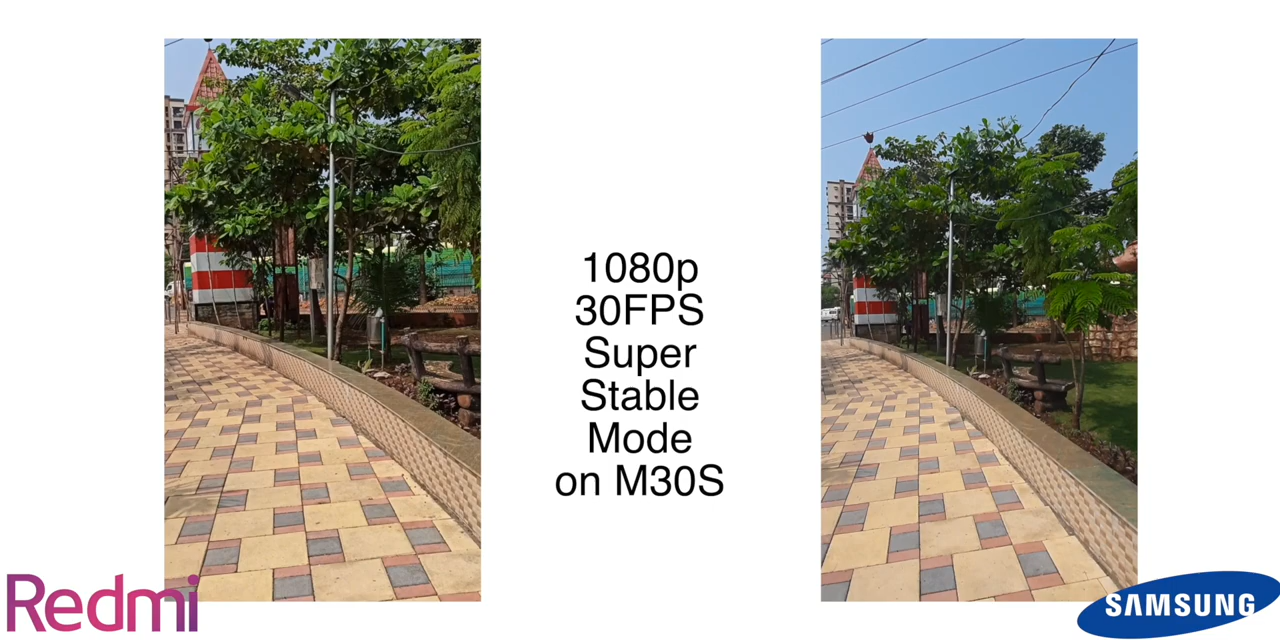 1080p
30FPS
Super
Stable
Mode
on M30S
Redmi
SAMSUNG